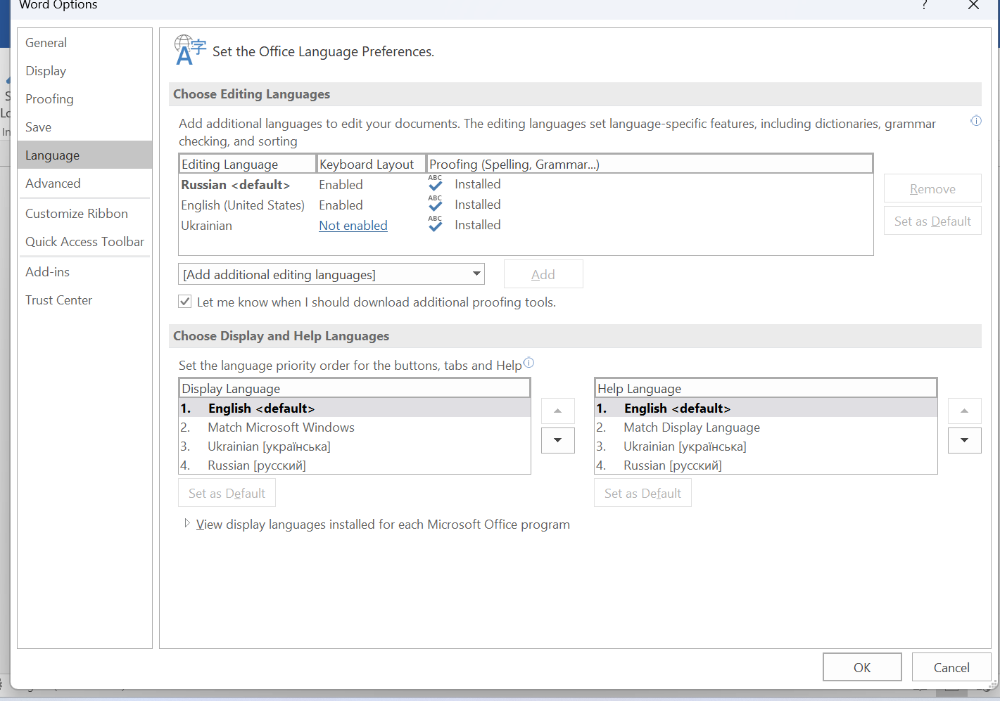 Word Options
?
General
Display
Proofing
Save
Language
Advanced
Customize Ribbon
Quick Access Toolbar
Add-ins
Trust Center
A字 Set the Office Language Preferences.
Choose Editing Languages
Add additional languages to edit your documents. The editing languages set language-specific features, including dictionaries, grammar
checking, and sorting
Editing Language Keyboard Layout Proofing (Spelling, Grammar...)
Russian <default> Enabled ABC Installed
English (United States) Enabled ABC Installed
Ukrainian Not enabled ABC Installed
Remove
Set as Default
[Add additional editing languages] Add
Let me know when I should download additional proofing tools.
Choose Display and Help Languages
Set the language priority order for the buttons, tabs and Help
Display Language
1. English <default>
2. Match Microsoft Windows
3. Ukrainian [українська]
4. Russian [русский]
Set as Default
Help Language
1. English <default>
2. Match Display Language
3. Ukrainian [українська]
4. Russian [русский]
Set as Default
View display languages installed for each Microsoft Office program
OK Cancel